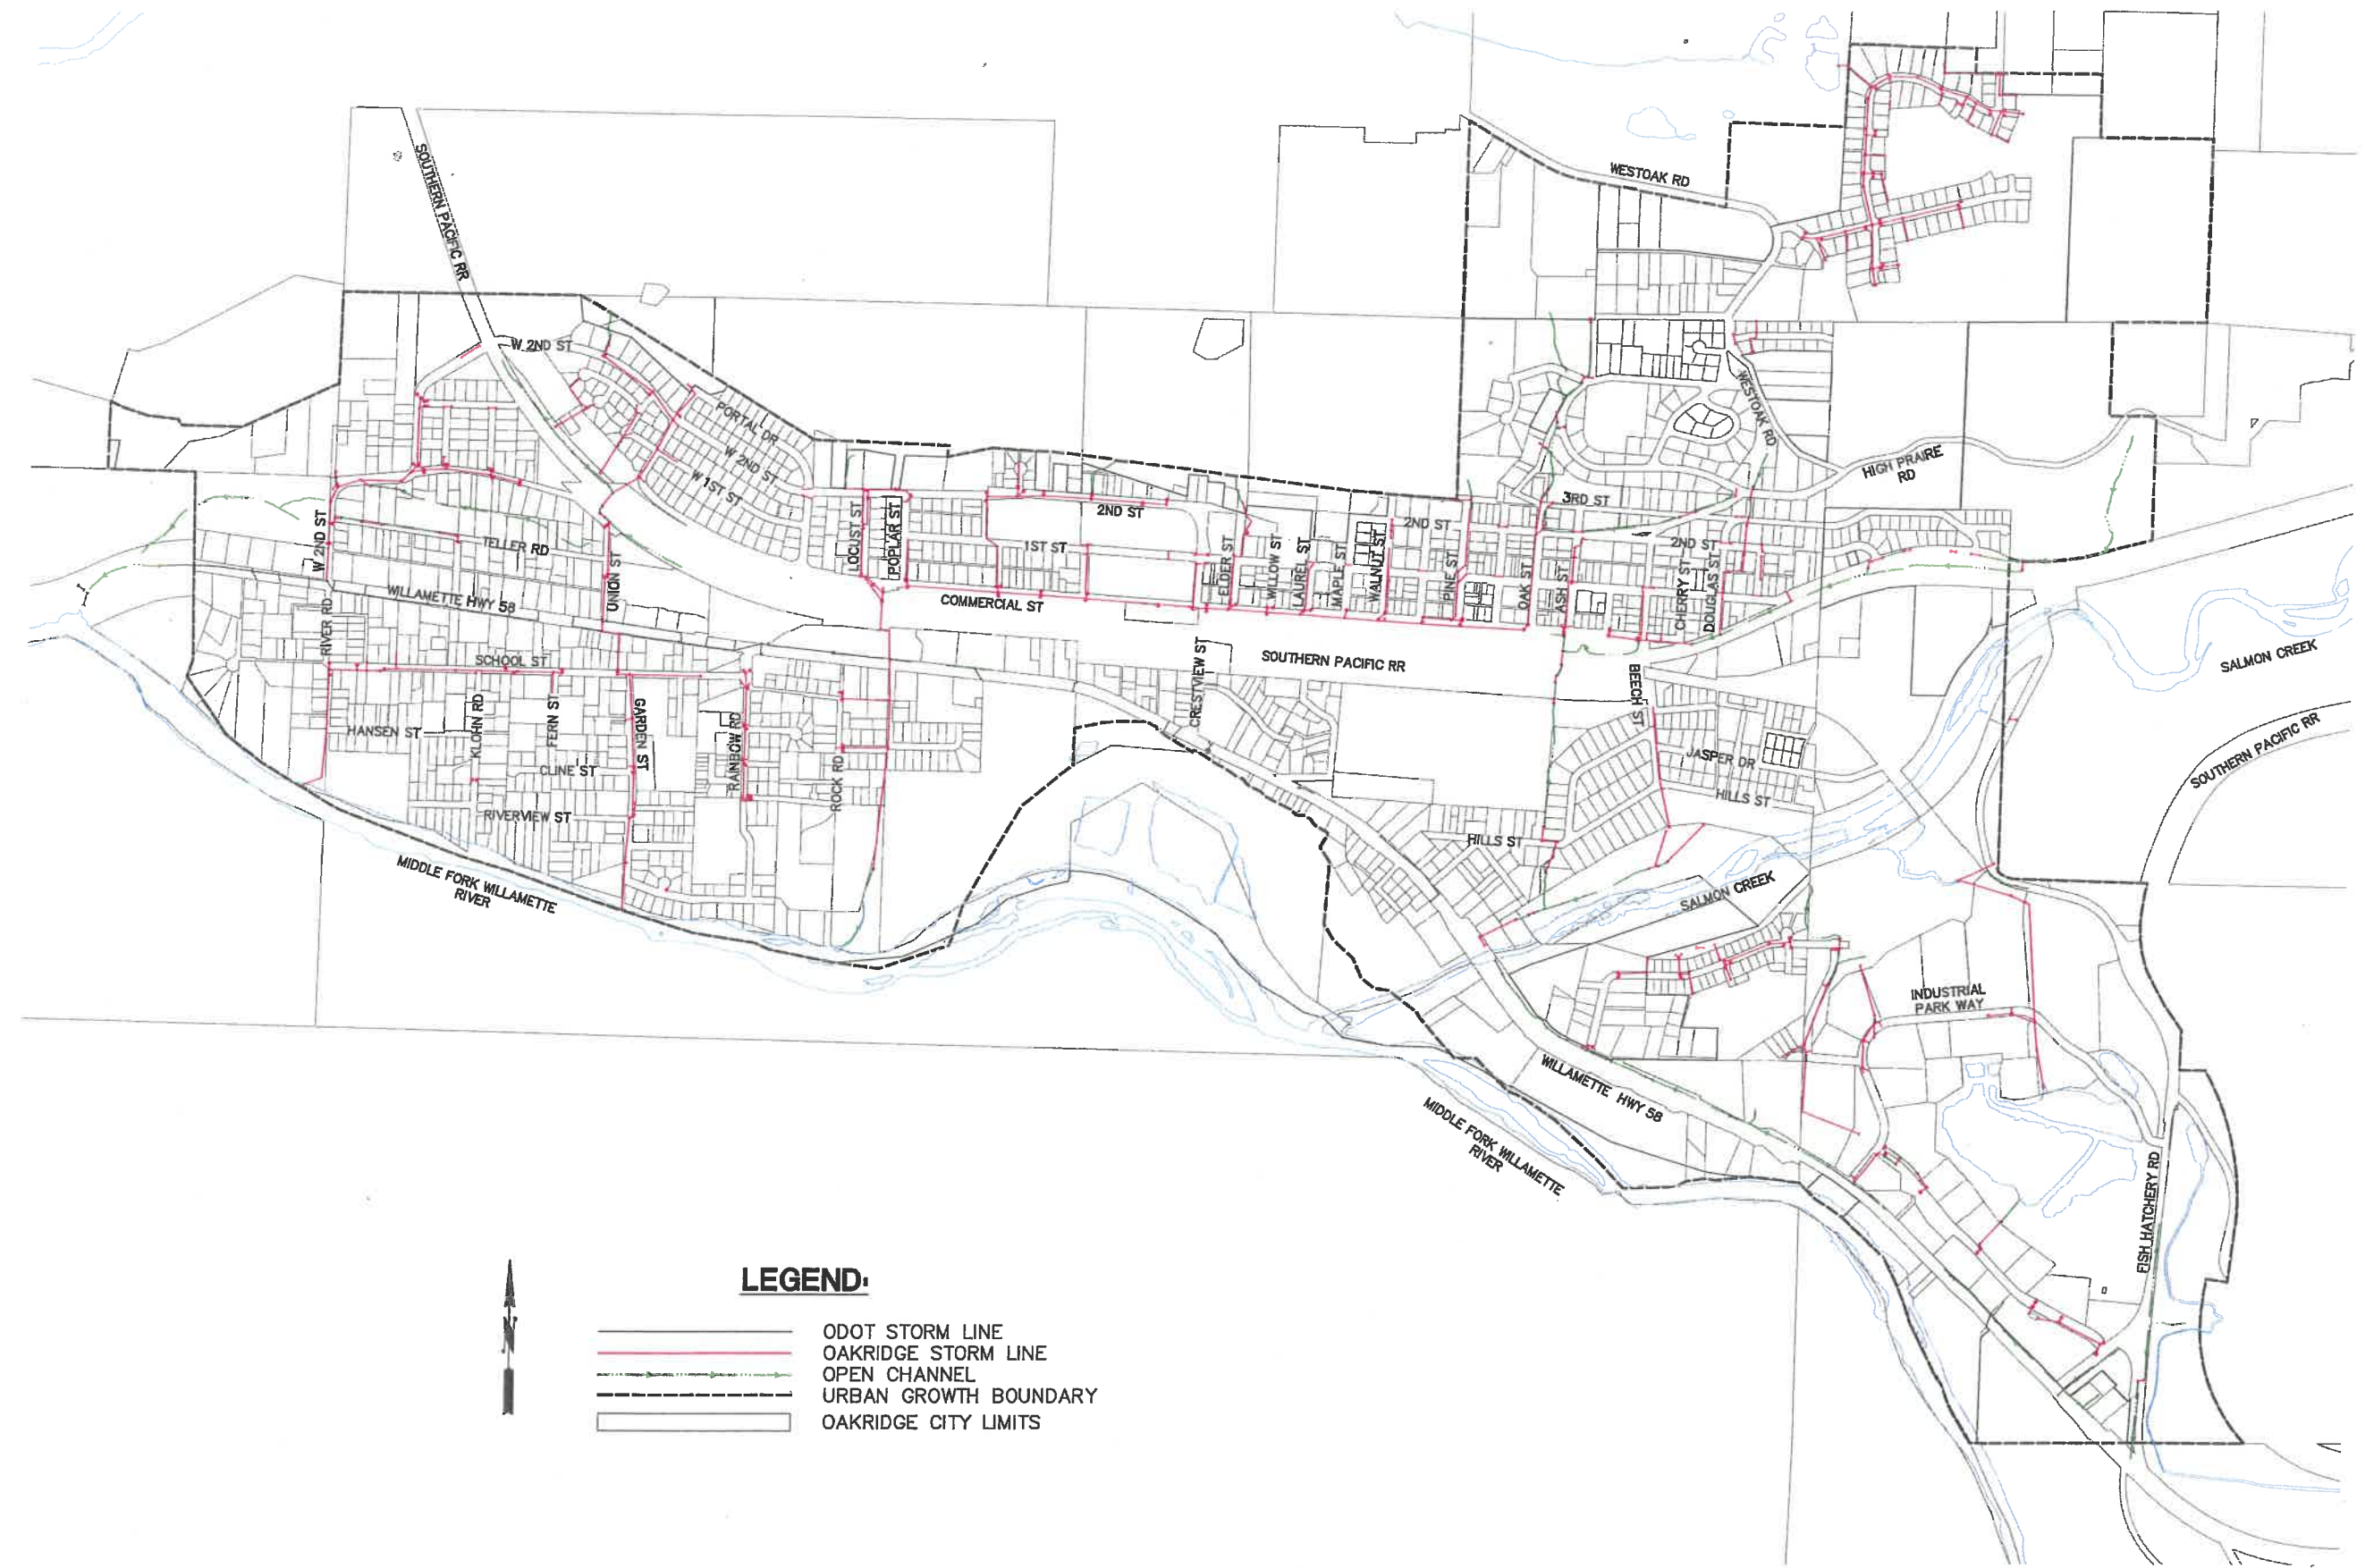 SOUTHERN PACIFIC RR
WESTOAK RD
W 2ND ST
PORTAL DR
W 2ND ST
W 1ST ST
WESTOAK RD
HIGH PRAIRE
RD
3RD ST
2ND ST
2ND ST
2ND ST
1ST ST
W 2ND ST
TELLER RD
UNION ST
LOCUST ST
POPLAR ST
ELDER ST
WILLOW ST
LAUREL ST
MAPLE ST
WALNUT ST
PINE ST
OAK ST
ASH ST
CHERRY ST
DOUGLAS ST
WILLAMETTE HWY 58
COMMERCIAL ST
RIVER RD
SCHOOL ST
CRESTVIEW ST
SOUTHERN PACIFIC RR
BEECH ST
SALMON CREEK
SOUTHERN PACIFIC RR
HANSEN ST
KLOHN RD
FERN ST
GARDEN ST
RAINBOW RD
ROCK RD
CLINE ST
RIVERVIEW ST
JASPER DR
HILLS ST
HILLS ST
MIDDLE FORK WILLAMETTE
RIVER
SALMON CREEK
INDUSTRIAL
PARK WAY
WILLAMETTE HWY 58
MIDDLE FORK WILLAMETTE
RIVER
FISH HATCHERY RD
N
LEGEND:
ODOT STORM LINE
OAKRIDGE STORM LINE
OPEN CHANNEL
URBAN GROWTH BOUNDARY
OAKRIDGE CITY LIMITS